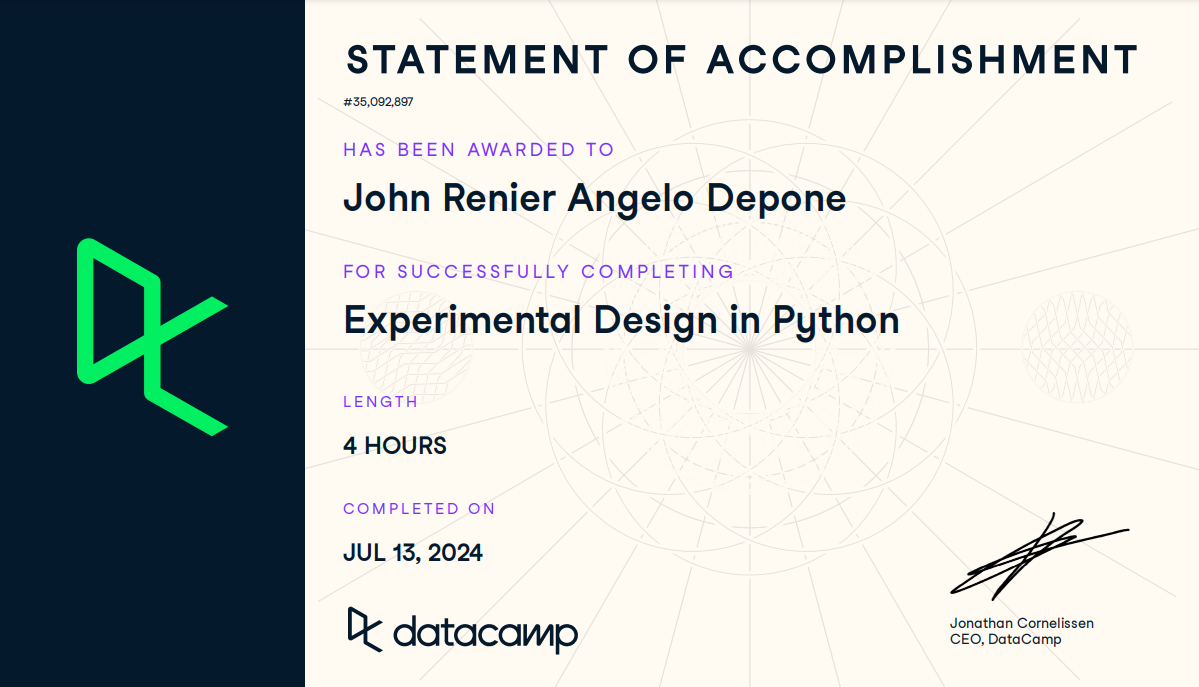 STATEMENT OF ACCOMPLISHMENT
#35,092,897
HAS BEEN AWARDED TO
John Renier Angelo Depone
FOR SUCCESSFULLY COMPLETING
Experimental Design in Python
LENGTH
4 HOURS
COMPLETED ON
JUL 13, 2024
datacamp
Jonathan Cornelissen
CEO, DataCamp